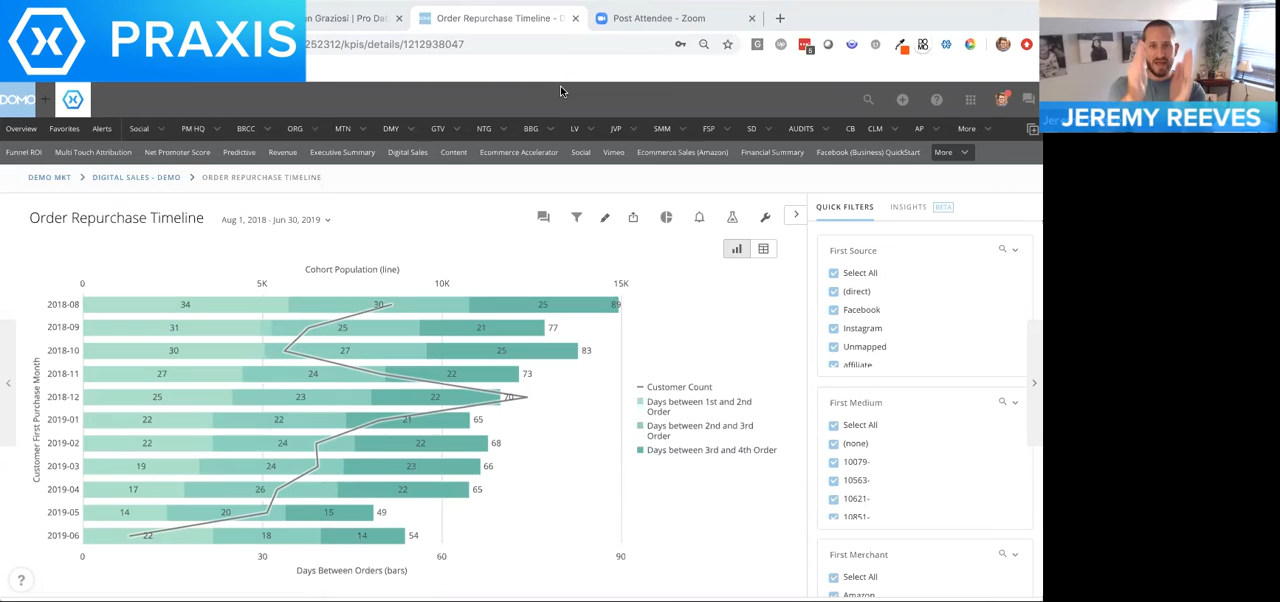 PRAXIS
n Graziosi | Pro Dat
Order Repurchase Timeline - D
Post Attendee - Zoom
252312/kpis/details/1212938047
JEREMY REEVES
DOMO
Overview Favorites Alerts Social PM HQ BRCC ORG MTN DMY GTV NTG BBG LV JVP SMM FSP SD AUDITS CB CLM AP More
Funnel ROI Multi Touch Attribution Net Promoter Score Predictive Revenue Executive Summary Digital Sales Content Ecommerce Accelerator Social Vimeo Ecommerce Sales (Amazon) Financial Summary Facebook (Business) QuickStart More
DEMO MKT > DIGITAL SALES - DEMO > ORDER REPURCHASE TIMELINE
Order Repurchase Timeline Aug 1, 2018 - Jun 30, 2019
Cohort Population (line)
0 5K 10K 15K
Customer First Purchase Month
2018-08 34 30 25 89
2018-09 31 25 21 77
2018-10 30 27 25 83
2018-11 27 24 22 73
2018-12 25 23 22 70
2019-01 22 22 21 65
2019-02 22 24 22 68
2019-03 19 24 23 66
2019-04 17 26 22 65
2019-05 14 20 15 49
2019-06 22 18 14 54
0 30 60 90
Days Between Orders (bars)
Customer Count
Days between 1st and 2nd
Order
Days between 2nd and 3rd
Order
Days between 3rd and 4th Order
QUICK FILTERS INSIGHTS BETA
First Source
Select All
(direct)
Facebook
Instagram
Unmapped
affiliate
First Medium
Select All
(none)
10079-
10563-
10621-
10851-
First Merchant
Select All
Amazon
?